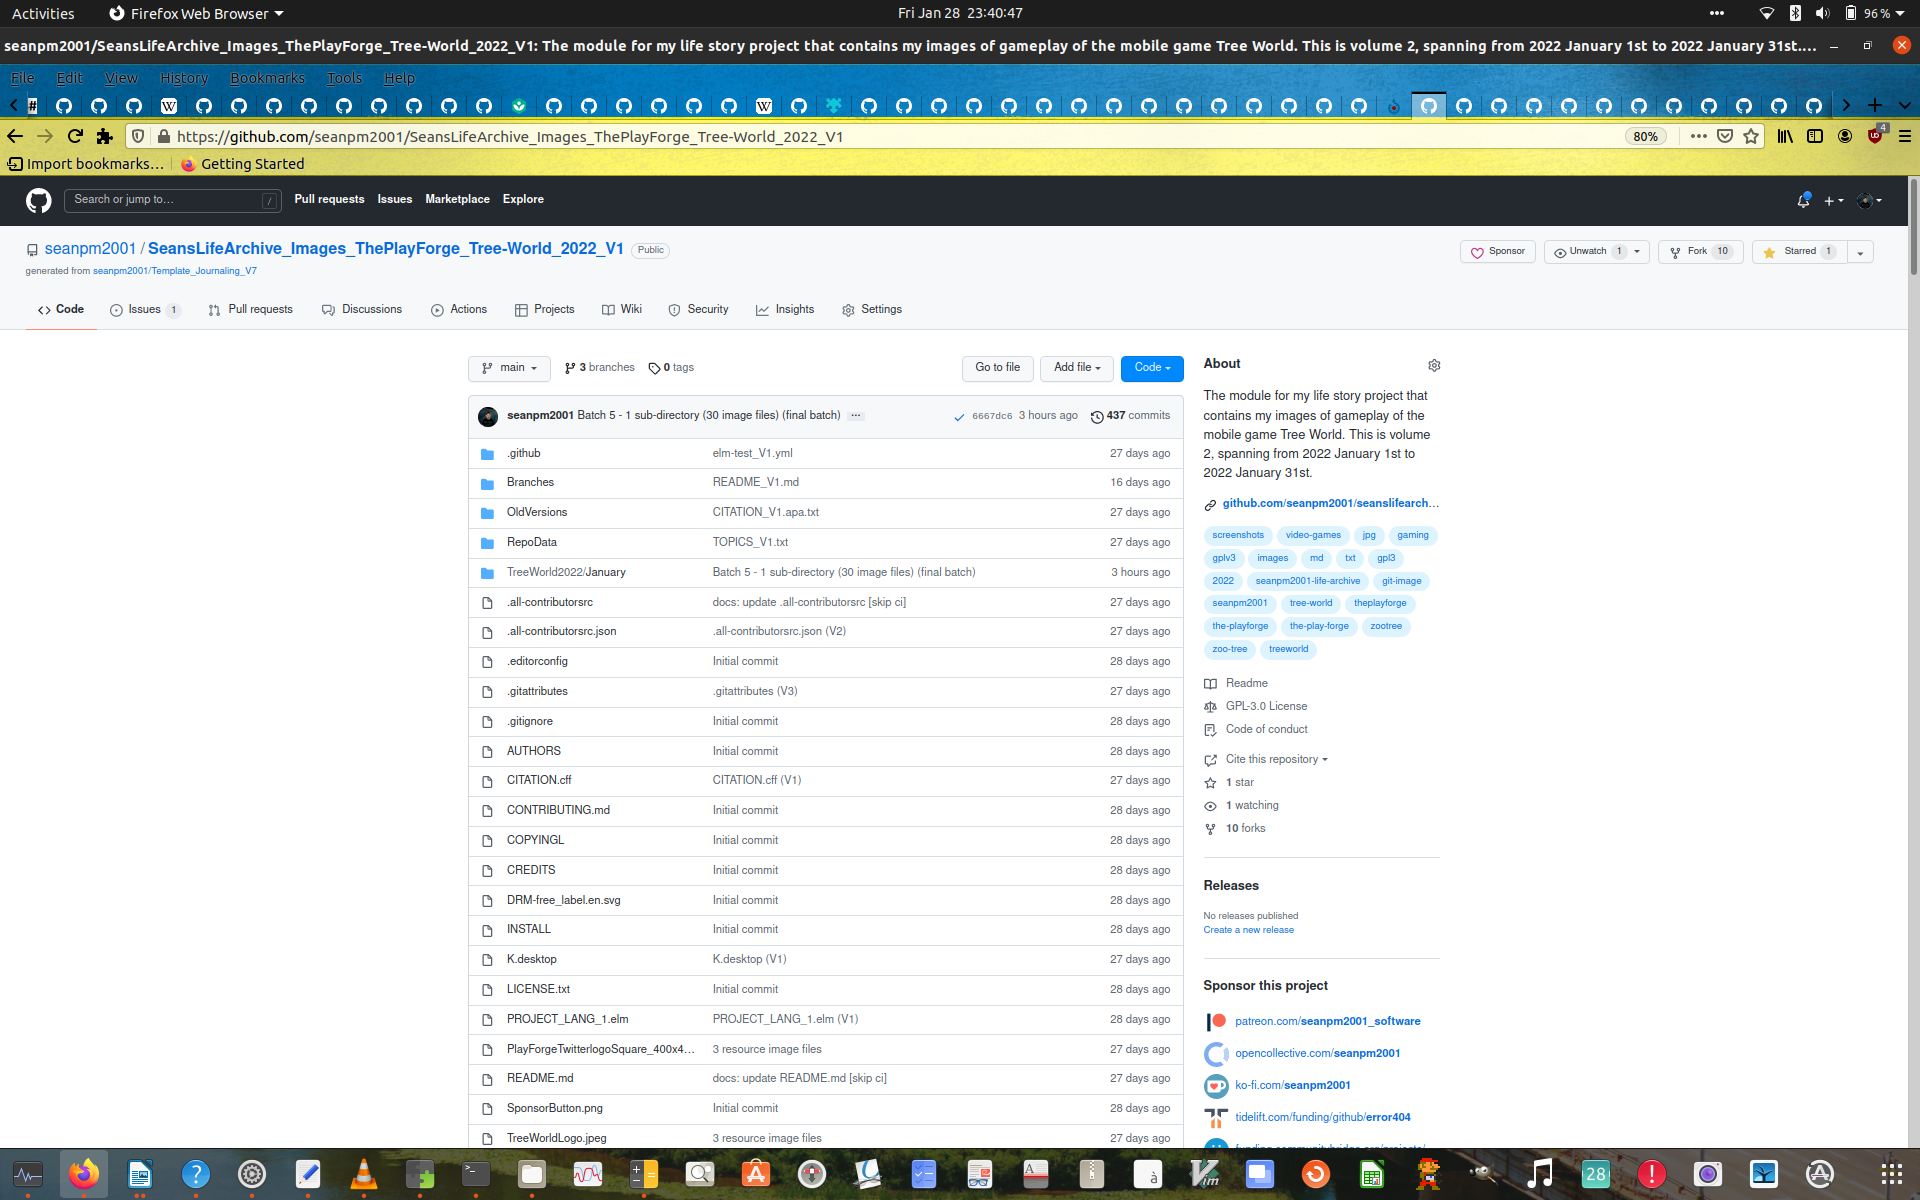 Activities Firefox Web Browser Fri Jan 28 23:40:47 96 %
seanpm2001/SeansLifeArchive_Images_ThePlayForge_Tree-World_2022_V1: The module for my life story project that contains my images of gameplay of the mobile game Tree World. This is volume 2, spanning from 2022 January 1st to 2022 January 31st....
File Edit View History Bookmarks Tools Help
https://github.com/seanpm2001/SeansLifeArchive_Images_ThePlayForge_Tree-World_2022_V1 80% 4
Import bookmarks... Getting Started
Search or jump to... / Pull requests Issues Marketplace Explore
seanpm2001 / SeansLifeArchive_Images_ThePlayForge_Tree-World_2022_V1 Public Sponsor Unwatch 1 Fork 10 Starred 1
generated from seanpm2001/Template_Journaling_V7
Code Issues 1 Pull requests Discussions Actions Projects Wiki Security Insights Settings
main 3 branches 0 tags Go to file Add file Code
seanpm2001 Batch 5 - 1 sub-directory (30 image files) (final batch) ... 6667dc6 3 hours ago 437 commits
.github elm-test_V1.yml 27 days ago
Branches README_V1.md 16 days ago
OldVersions CITATION_V1.apa.txt 27 days ago
RepoData TOPICS_V1.txt 27 days ago
TreeWorld2022/January Batch 5 - 1 sub-directory (30 image files) (final batch) 3 hours ago
.all-contributorsrc docs: update .all-contributorsrc [skip ci] 27 days ago
.all-contributorsrc.json .all-contributorsrc.json (V2) 27 days ago
.editorconfig Initial commit 28 days ago
.gitattributes .gitattributes (V3) 27 days ago
.gitignore Initial commit 28 days ago
AUTHORS Initial commit 28 days ago
CITATION.cff CITATION.cff (V1) 27 days ago
CONTRIBUTING.md Initial commit 28 days ago
COPYINGL Initial commit 28 days ago
CREDITS Initial commit 28 days ago
DRM-free_label.en.svg Initial commit 28 days ago
INSTALL Initial commit 28 days ago
K.desktop K.desktop (V1) 27 days ago
LICENSE.txt Initial commit 28 days ago
PROJECT_LANG_1.elm PROJECT_LANG_1.elm (V1) 28 days ago
PlayForgeTwitterlogoSquare_400x4... 3 resource image files 27 days ago
README.md docs: update README.md [skip ci] 27 days ago
SponsorButton.png Initial commit 28 days ago
TreeWorldLogo.jpeg 3 resource image files 27 days ago
About
The module for my life story project that
contains my images of gameplay of the
mobile game Tree World. This is volume
2, spanning from 2022 January 1st to
2022 January 31st.
github.com/seanpm2001/seanslifearch...
screenshots video-games jpg gaming
gplv3 images md txt gpl3
2022 seanpm2001-life-archive git-image
seanpm2001 tree-world theplayforge
the-playforge the-play-forge zootree
zoo-tree treeworld
Readme
GPL-3.0 License
Code of conduct
Cite this repository
1 star
1 watching
10 forks
Releases
No releases published
Create a new release
Sponsor this project
patreon.com/seanpm2001_software
opencollective.com/seanpm2001
ko-fi.com/seanpm2001
tidelift.com/funding/github/error404
28